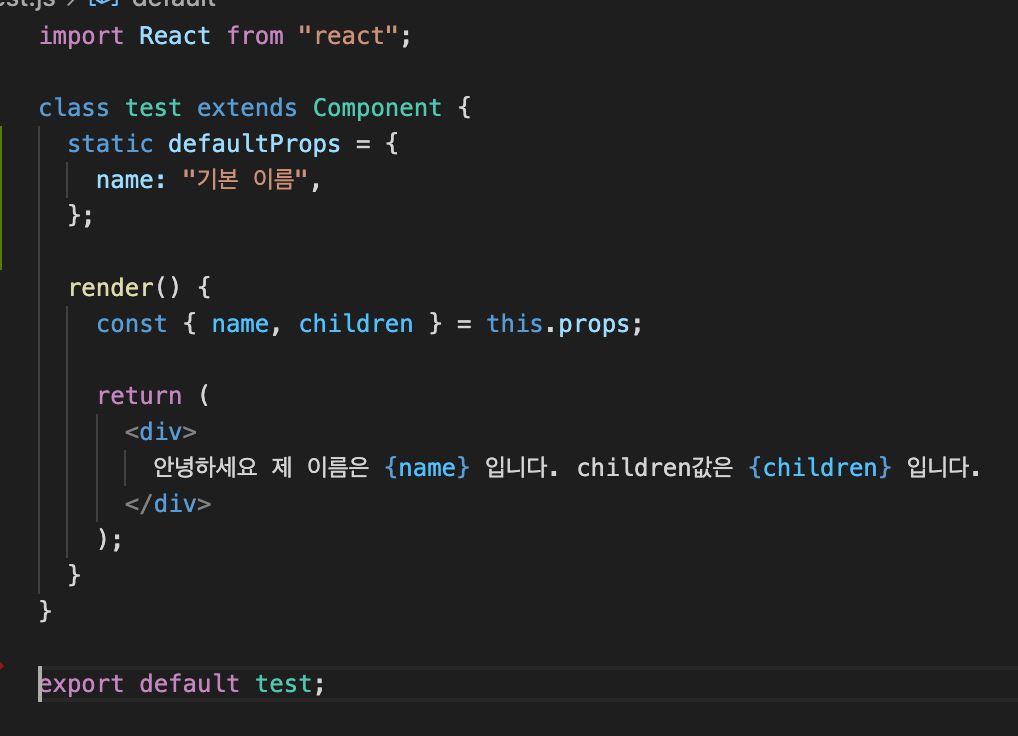 est.js > default
import React from "react";
class test extends Component {
static defaultProps = {
name: "기본 이름",
};
render() {
const { name, children } = this.props;
return (
<div>
안녕하세요 제 이름은 {name} 입니다. children값은 {children} 입니다.
</div>
);
}
}
export default test;